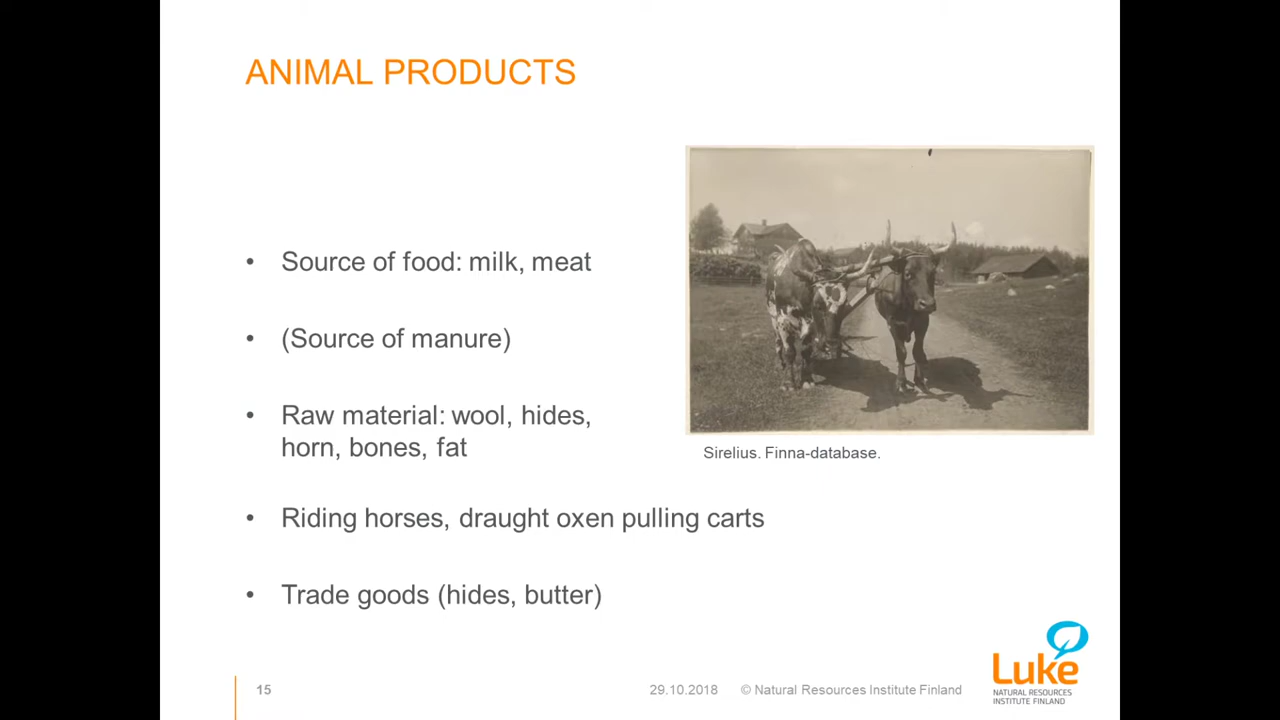 ANIMAL PRODUCTS
• Source of food: milk, meat
• (Source of manure)
• Raw material: wool, hides,
horn, bones, fat
Sirelius. Finna-database.
• Riding horses, draught oxen pulling carts
• Trade goods (hides, butter)
15
29.10.2018
© Natural Resources Institute Finland
Luke
NATURAL RESOURCES
INSTITUTE FINLAND